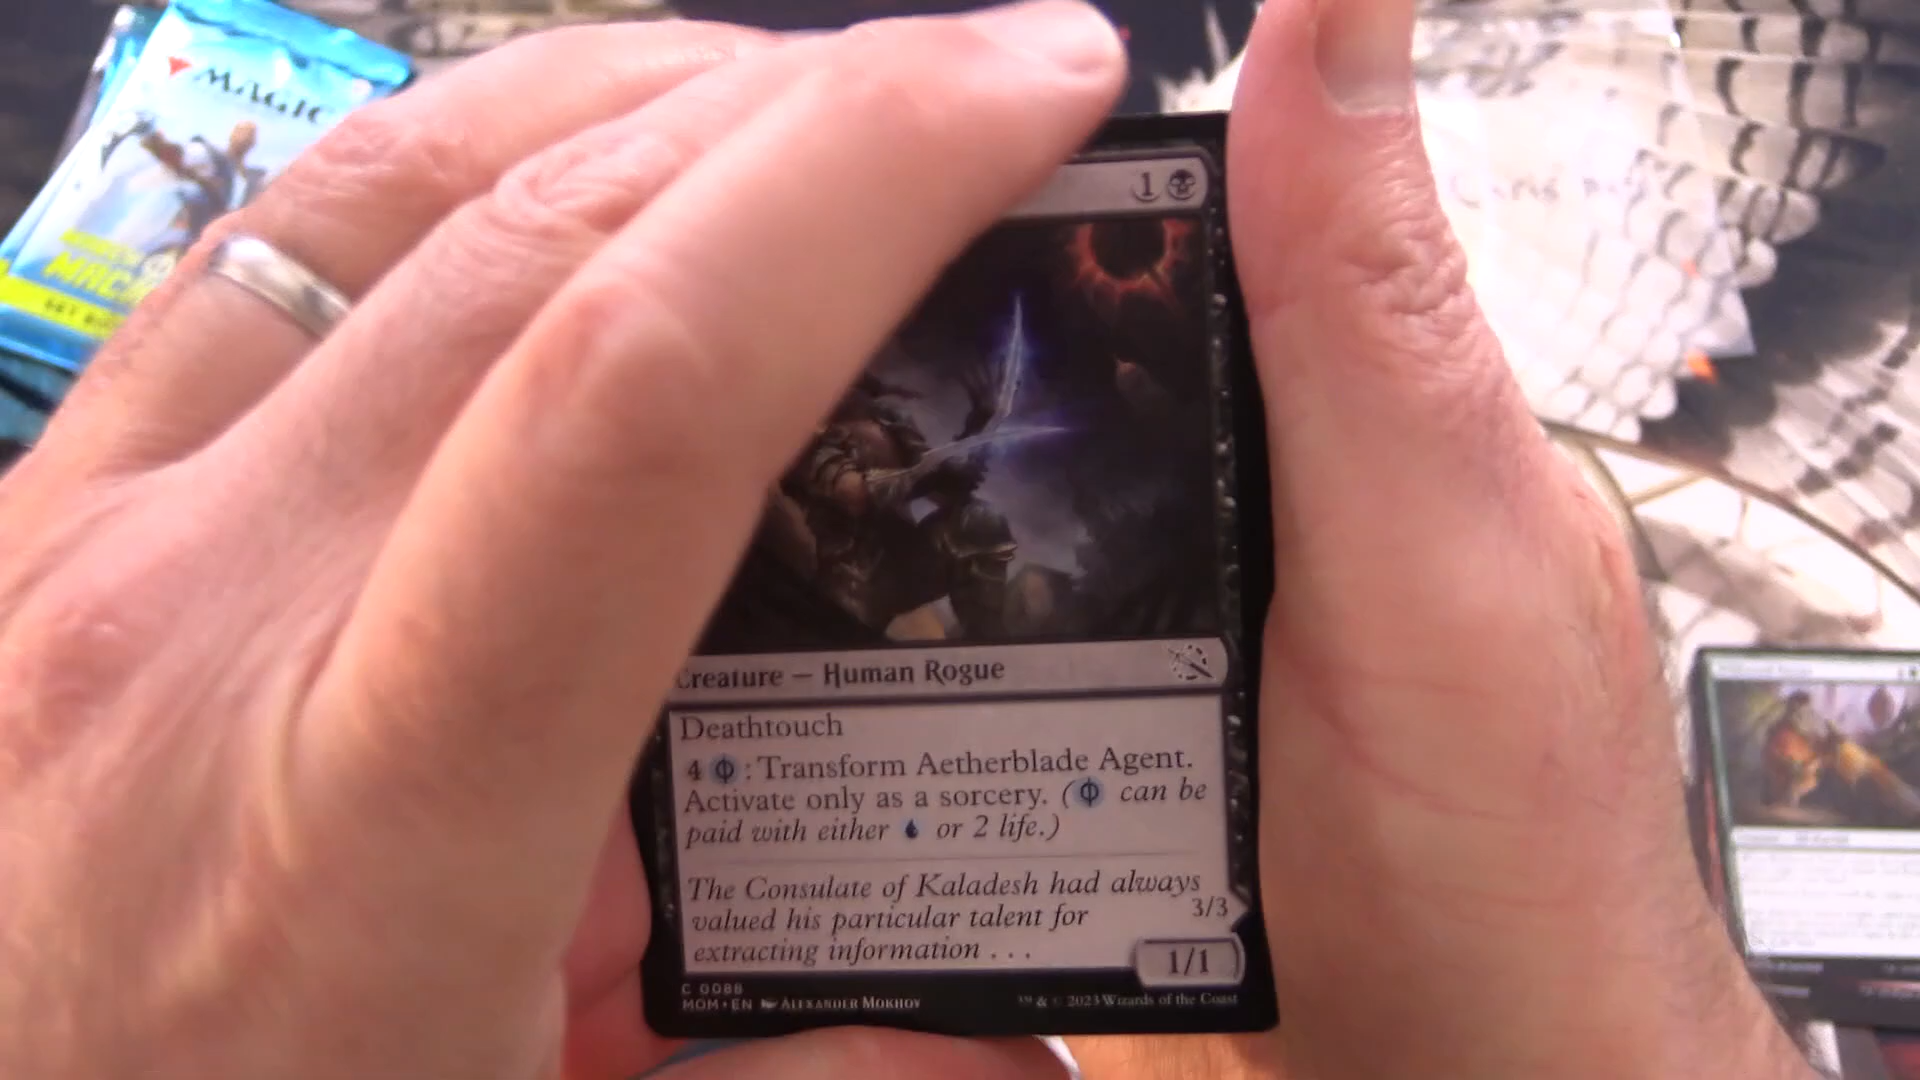 MAGIC
1
Creature — Human Rogue
Deathtouch
4 : Transform Aetherblade Agent.
Activate only as a sorcery. ( can be
paid with either or 2 life.)
The Consulate of Kaladesh had always
valued his particular talent for
extracting information . . .
3/3
1/1
C 0088
MOM • EN ALEXANDER MOKHOV
™ & © 2023 Wizards of the Coast